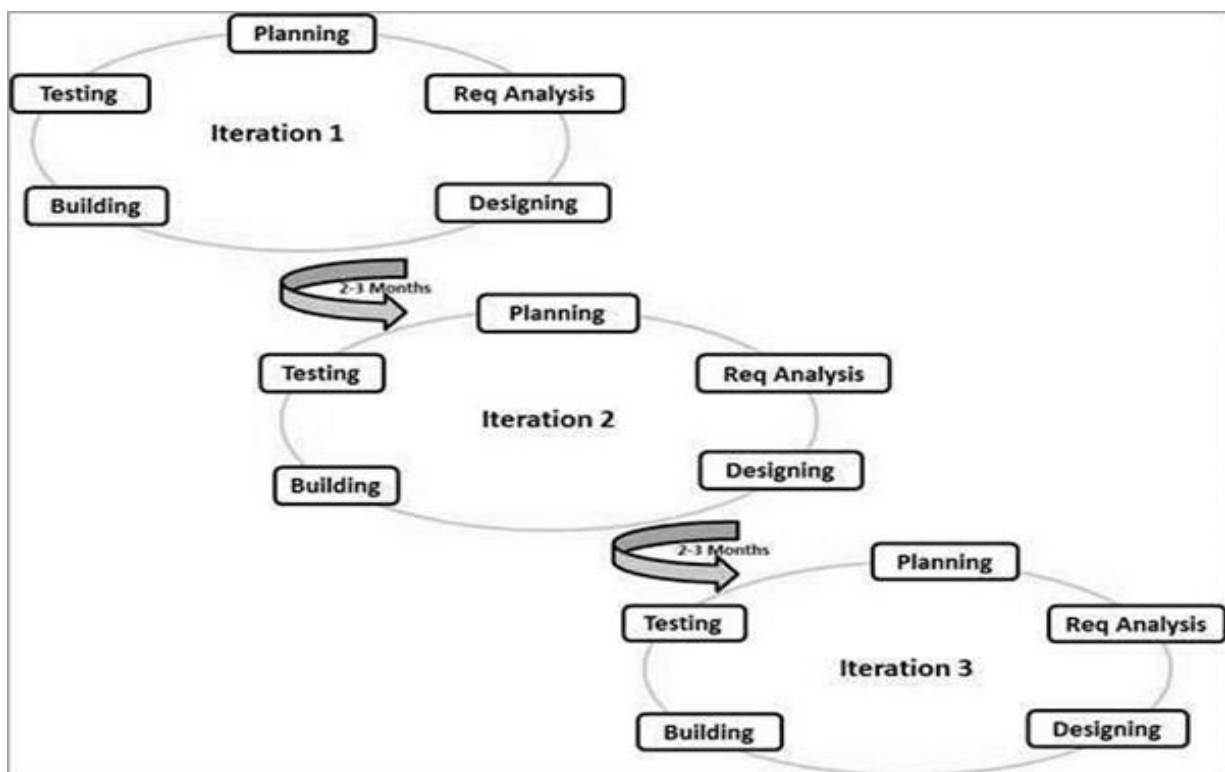 Planning
Testing
Req Analysis
Iteration 1
Building
Designing
2-3 Months
Planning
Testing
Req Analysis
Iteration 2
Building
Designing
2-3 Months
Planning
Testing
Req Analysis
Iteration 3
Building
Designing